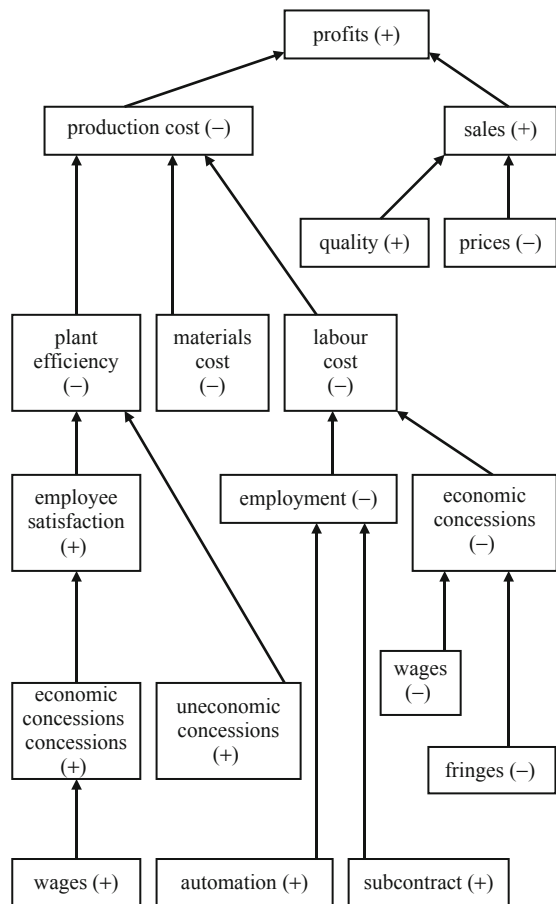 profits (+)
production cost (−)
sales (+)
quality (+)
prices (−)
plant
efficiency
(−)
materials
cost
(−)
labour
cost
(−)
employee
satisfaction
(+)
employment (−)
economic
concessions
(−)
wages
(−)
economic
concessions
concessions
(+)
uneconomic
concessions
(+)
fringes (−)
wages (+)
automation (+)
subcontract (+)